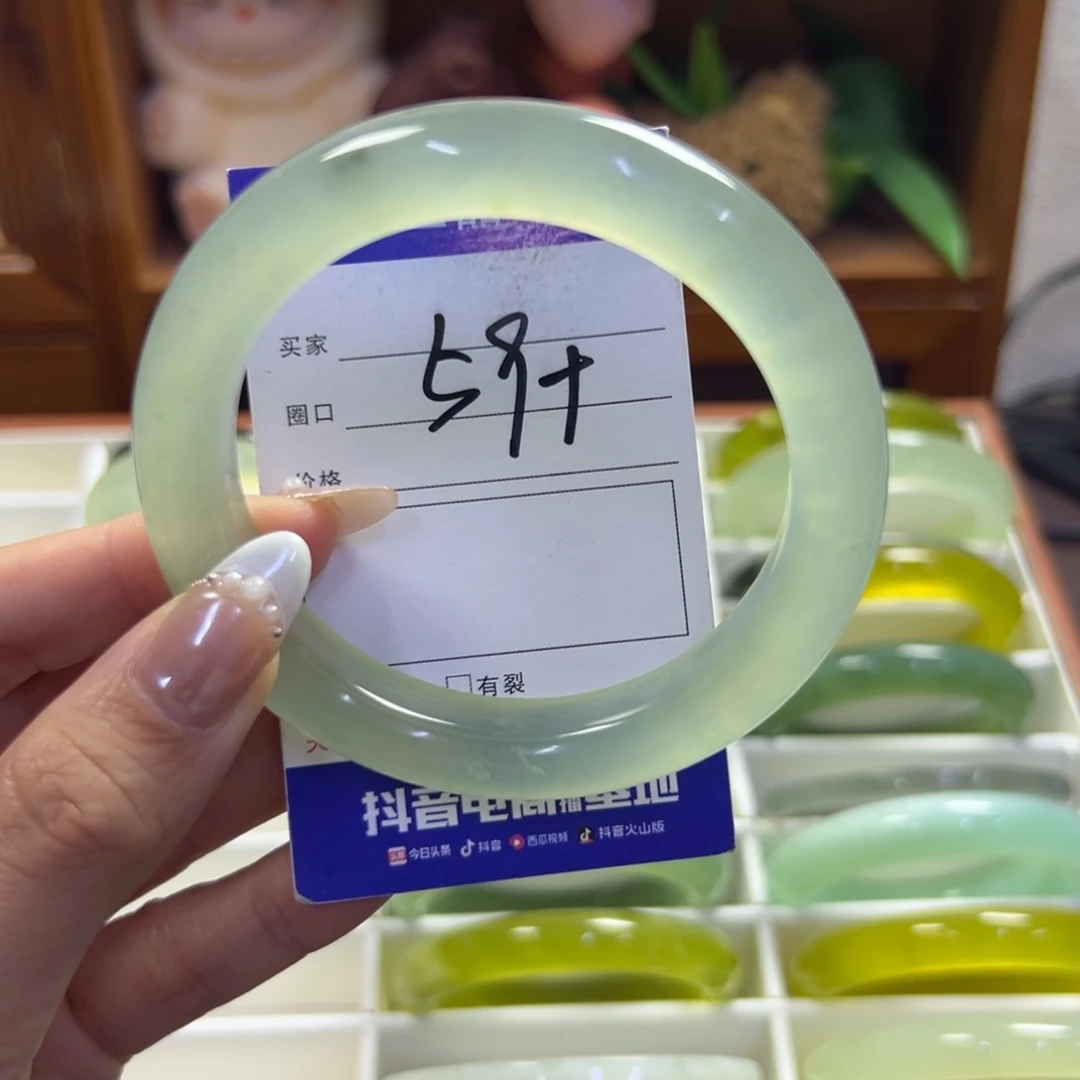 买家
59+
圈口
价格
有裂
抖音电商直播基地
今日头条 抖音 西瓜视频 抖音火山版